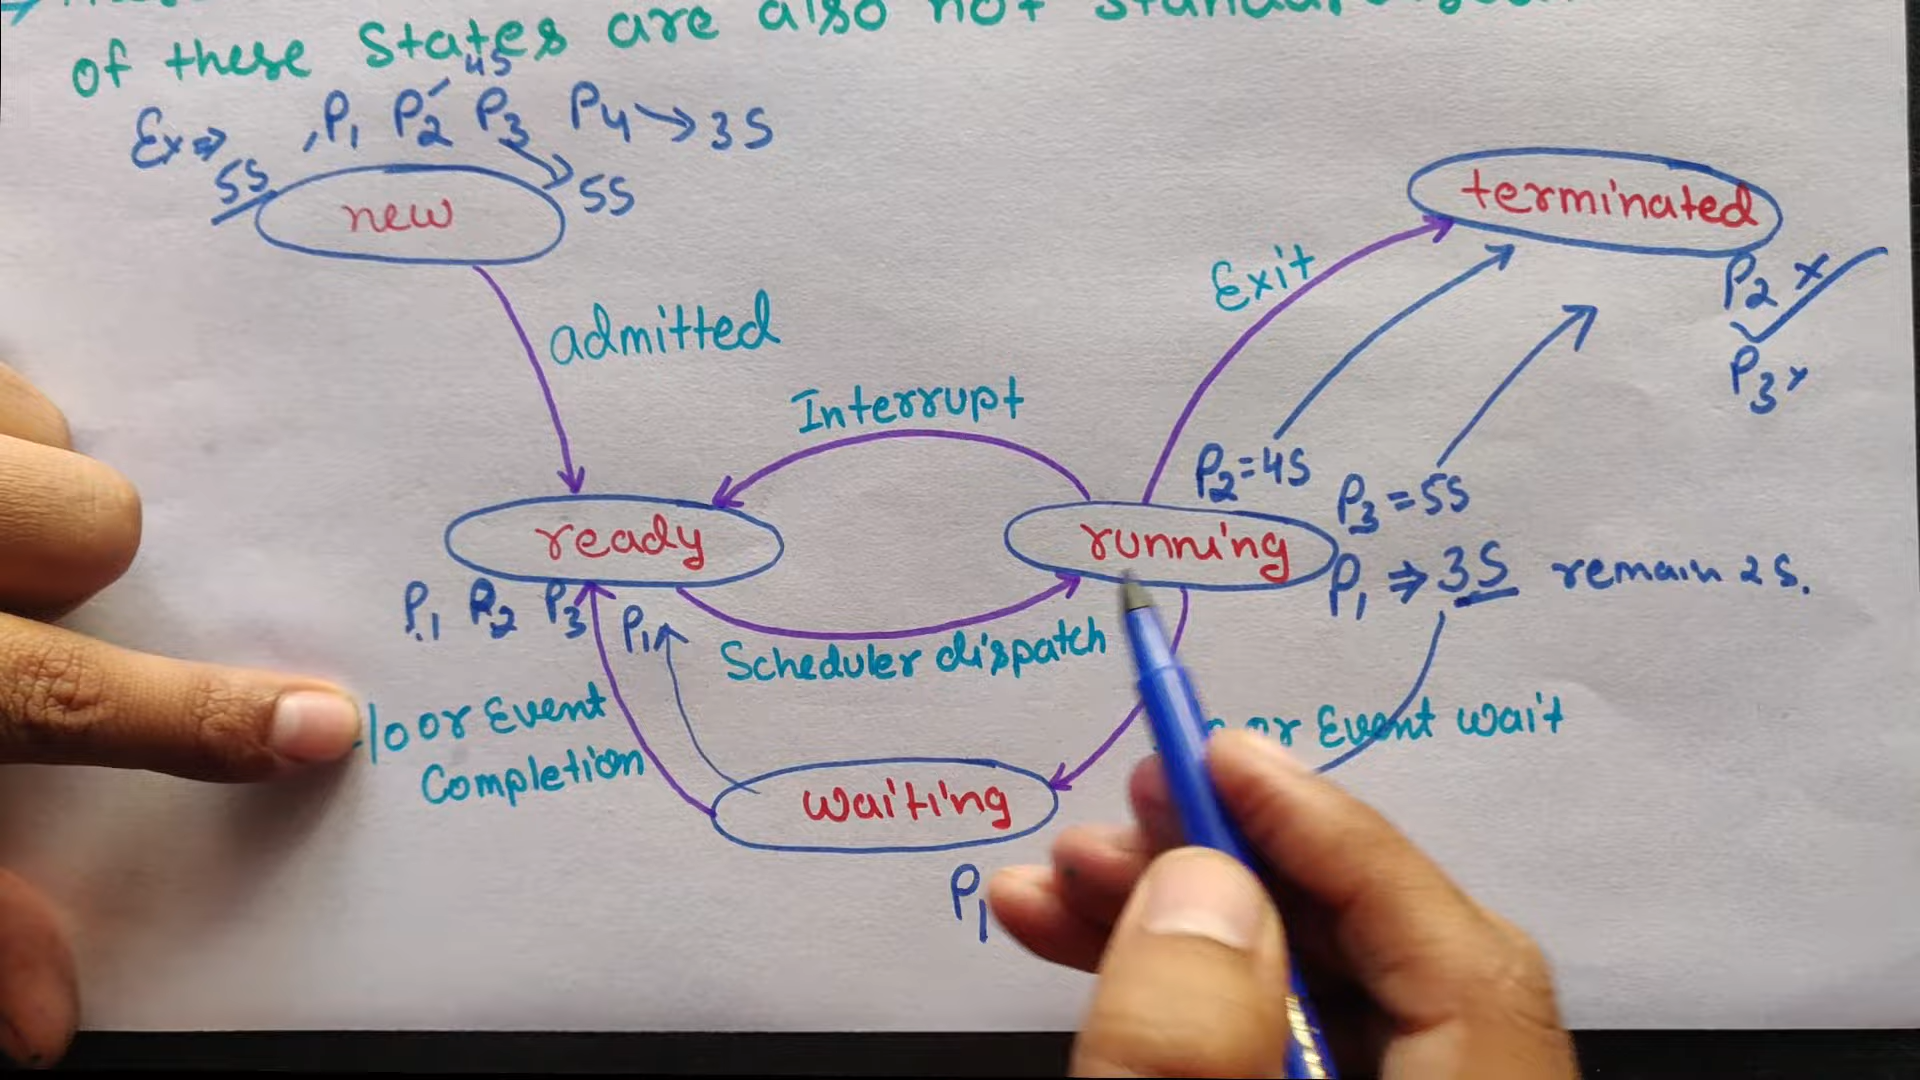 of these States are also not
4S
Ex⇒ P1 P2 P3 P4 → 3S
5S
5S
new
terminated
P2 x
P3 x
admitted
Exit
Interrupt
P2=4S
P3=5S
ready
running
P1 ⇒ 3S remain 2S.
P1 P2 P3 P1
Scheduler dispatch
I/O or Event
Completion
or Event wait
waiting
P1